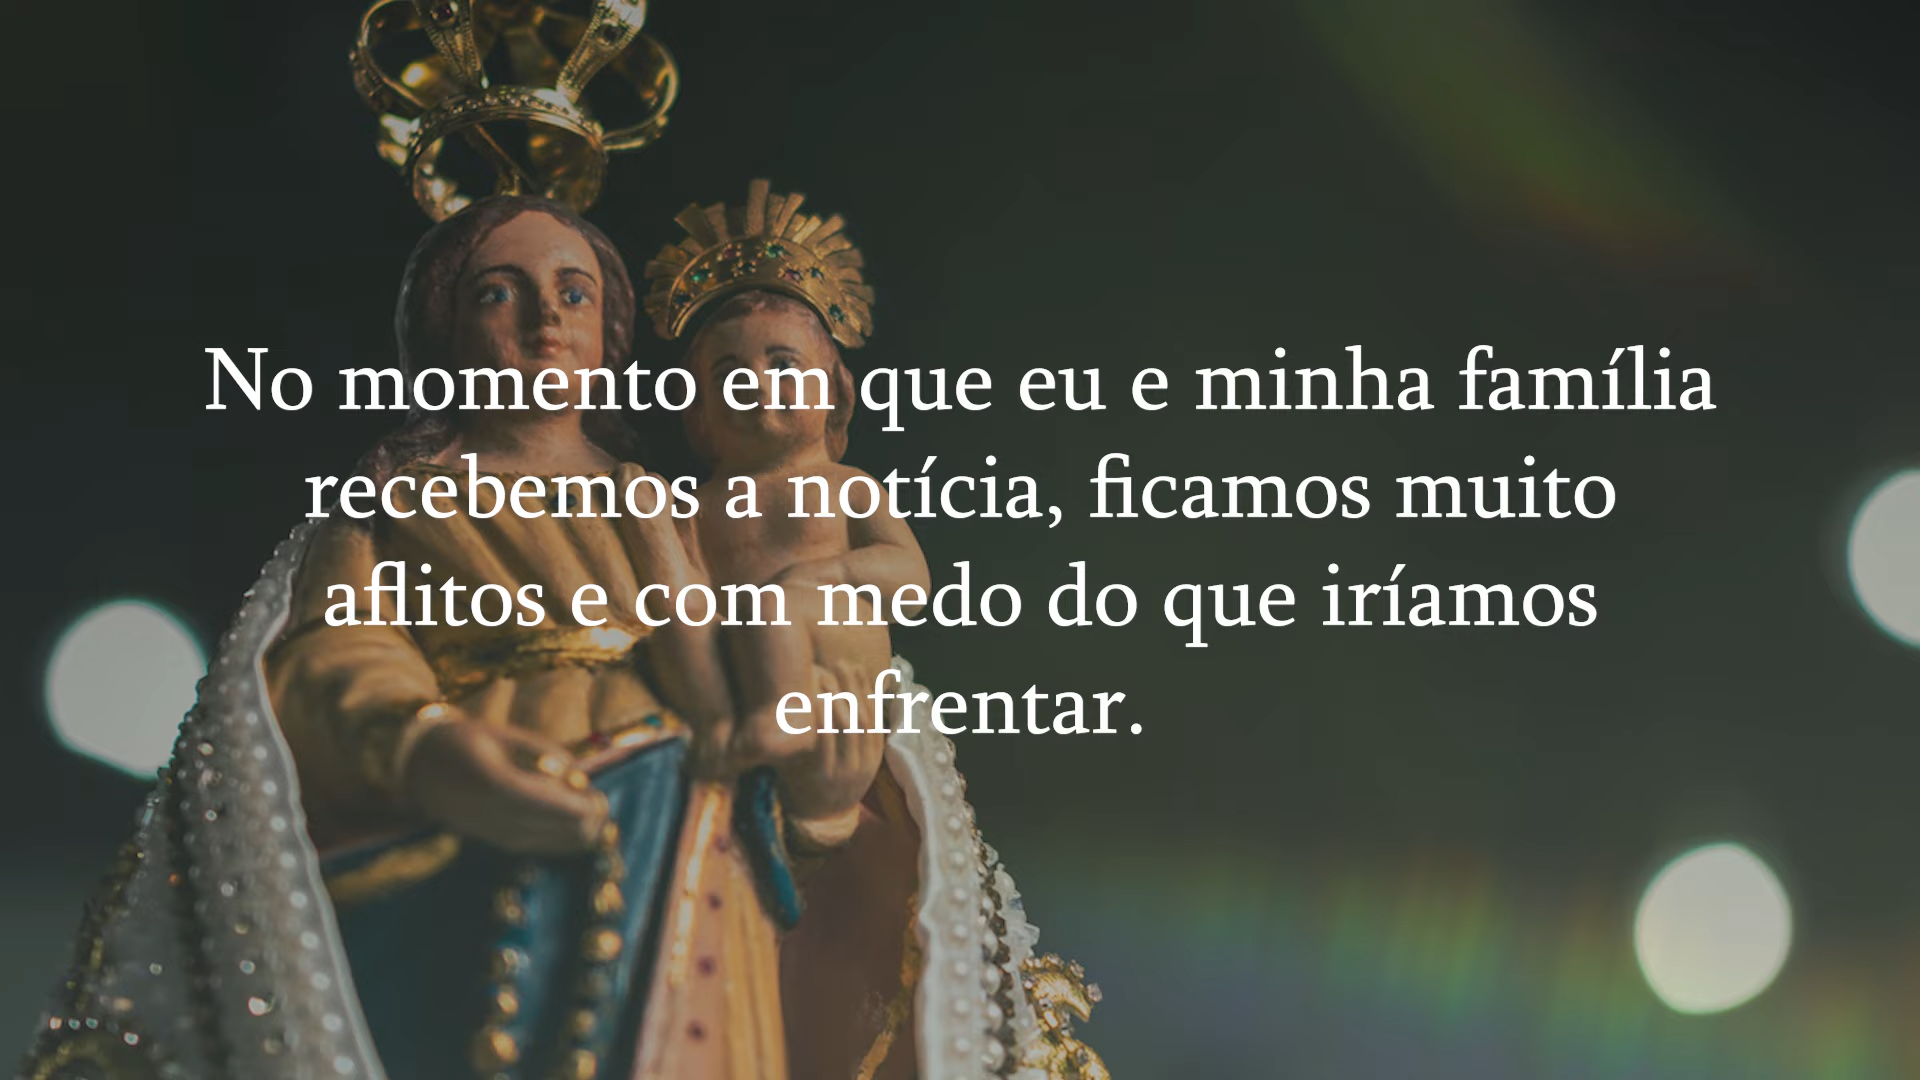 No momento em que eu e minha família
recebemos a notícia, ficamos muito
aflitos e com medo do que iríamos
enfrentar.